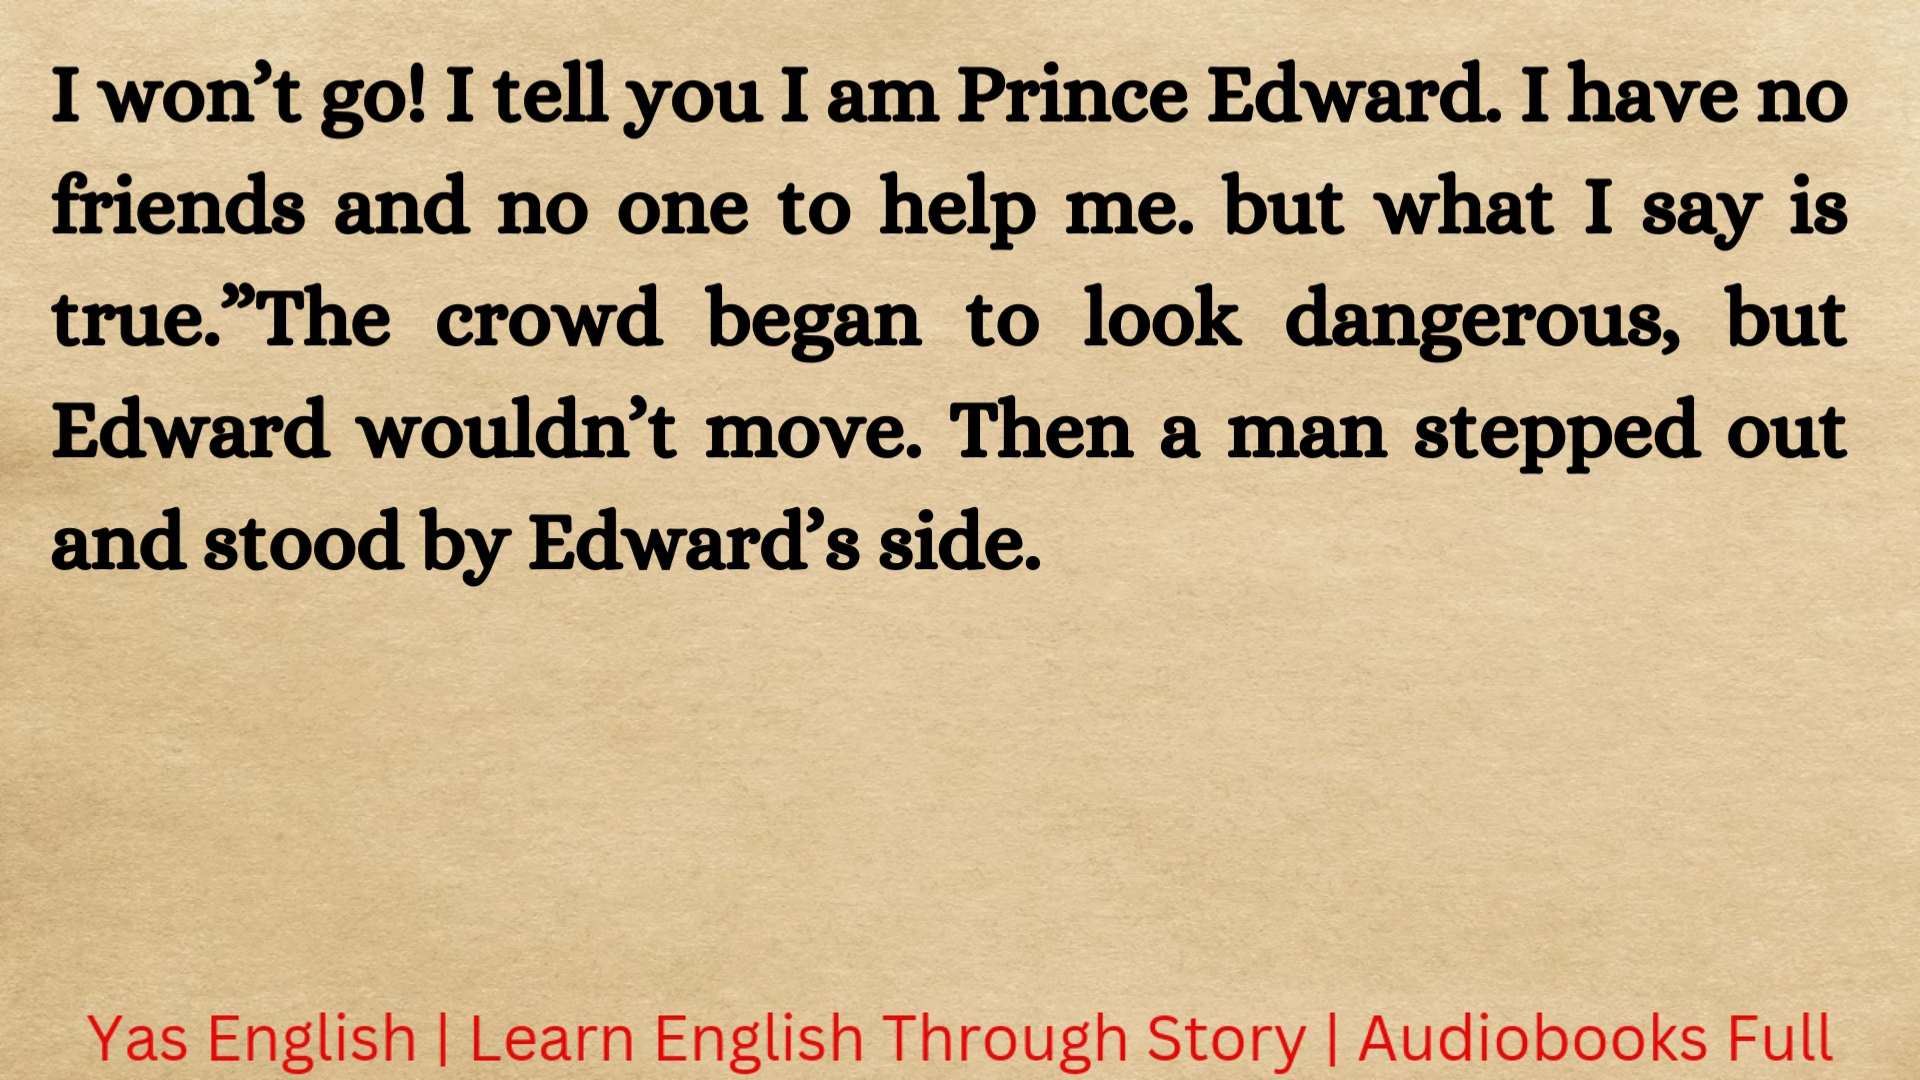 I won’t go! I tell you I am Prince Edward. I have no
friends and no one to help me. but what I say is
true.”The crowd began to look dangerous, but
Edward wouldn’t move. Then a man stepped out
and stood by Edward’s side.
Yas English | Learn English Through Story | Audiobooks Full